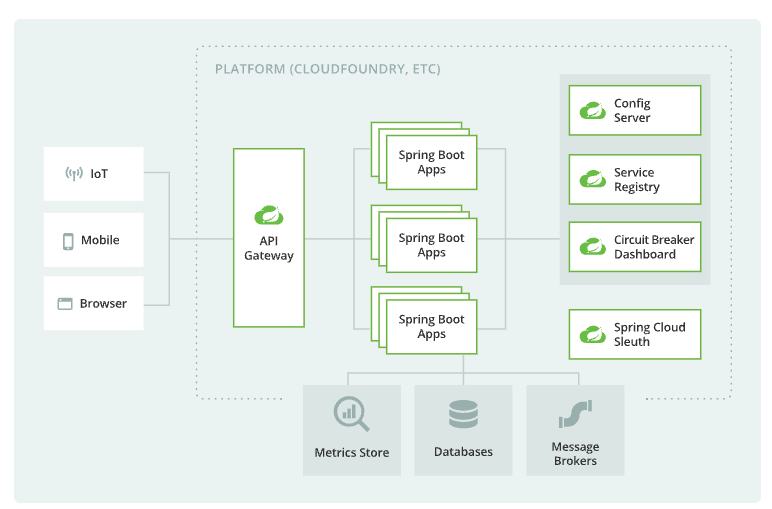 PLATFORM (CLOUDFOUNDRY, ETC)
IoT
Mobile
Browser
API
Gateway
Spring Boot
Apps
Spring Boot
Apps
Spring Boot
Apps
Config
Server
Service
Registry
Circuit Breaker
Dashboard
Spring Cloud
Sleuth
Metrics Store
Databases
Message
Brokers